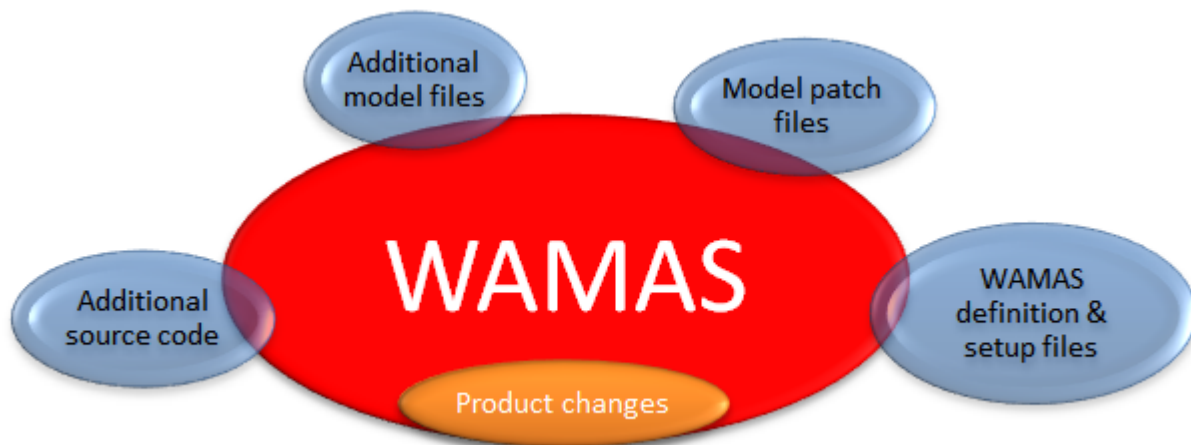 Additional
model files
Model patch
files
WAMAS
Additional
source code
WAMAS
definition &
setup files
Product changes